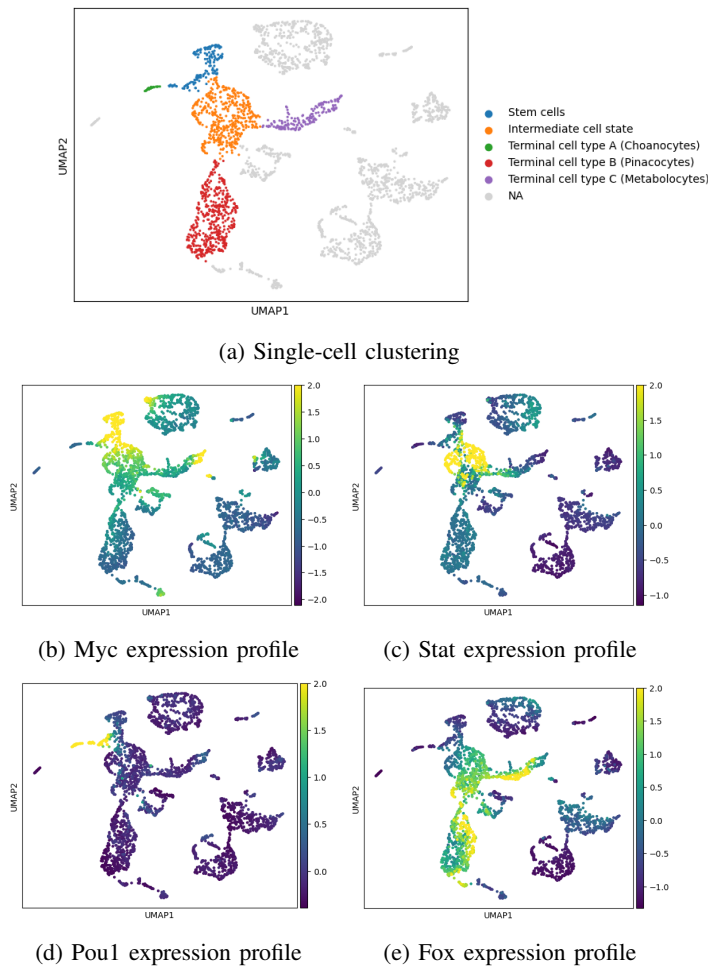 UMAP2
UMAP1
Stem cells
Intermediate cell state
Terminal cell type A (Choanocytes)
Terminal cell type B (Pinacocytes)
Terminal cell type C (Metabolocytes)
NA
(a) Single-cell clustering
UMAP2
UMAP1
2.0
1.5
1.0
0.5
0.0
−0.5
−1.0
−1.5
−2.0
UMAP2
UMAP1
2.0
1.5
1.0
0.5
0.0
−0.5
−1.0
(b) Myc expression profile
(c) Stat expression profile
UMAP2
UMAP1
2.0
1.5
1.0
0.5
0.0
UMAP2
UMAP1
2.0
1.5
1.0
0.5
0.0
−0.5
−1.0
(d) Pou1 expression profile
(e) Fox expression profile